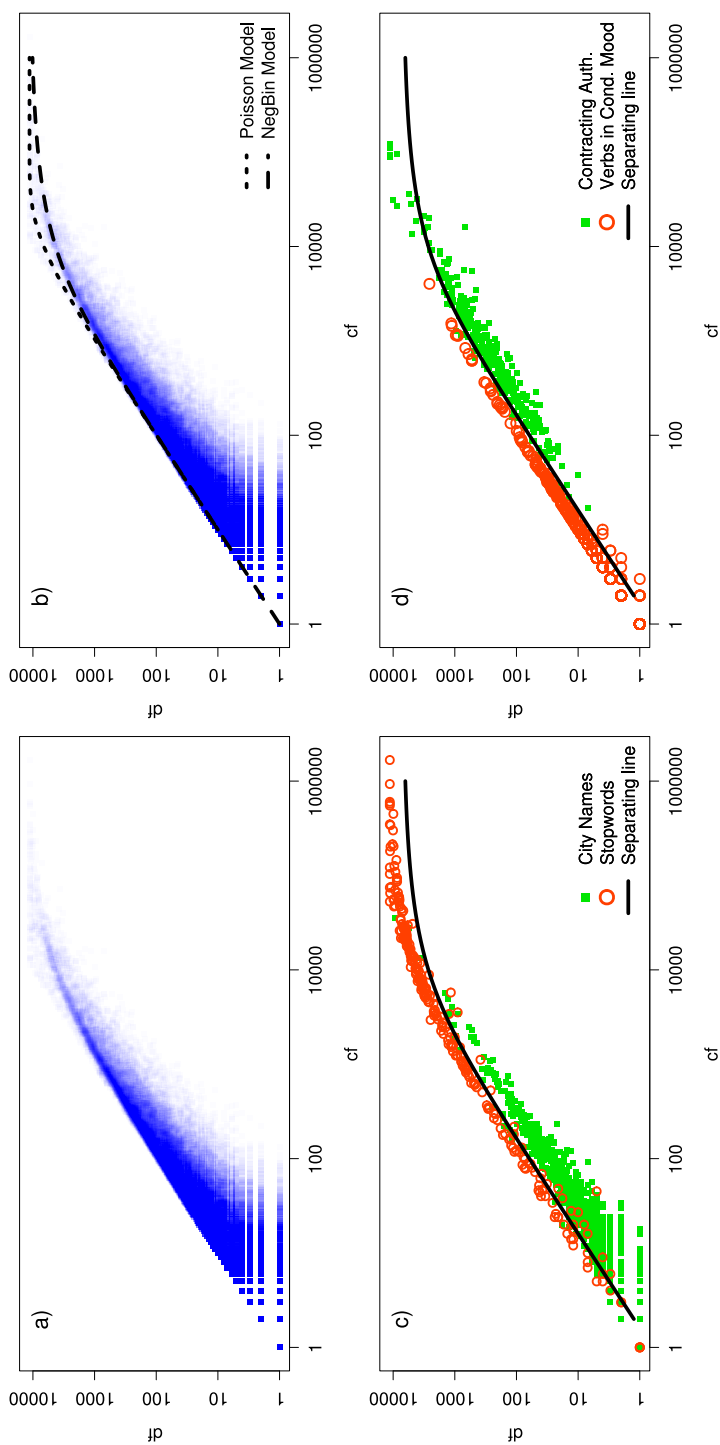 a)
10000
1000
100
10
1
df
1
100
10000
1000000
cf
b)
Poisson Model
NegBin Model
10000
1000
100
10
1
df
1
100
10000
1000000
cf
c)
City Names
Stopwords
Separating line
10000
1000
100
10
1
df
1
100
10000
1000000
cf
d)
Contracting Auth.
Verbs in Cond. Mood
Separating line
10000
1000
100
10
1
df
1
100
10000
1000000
cf